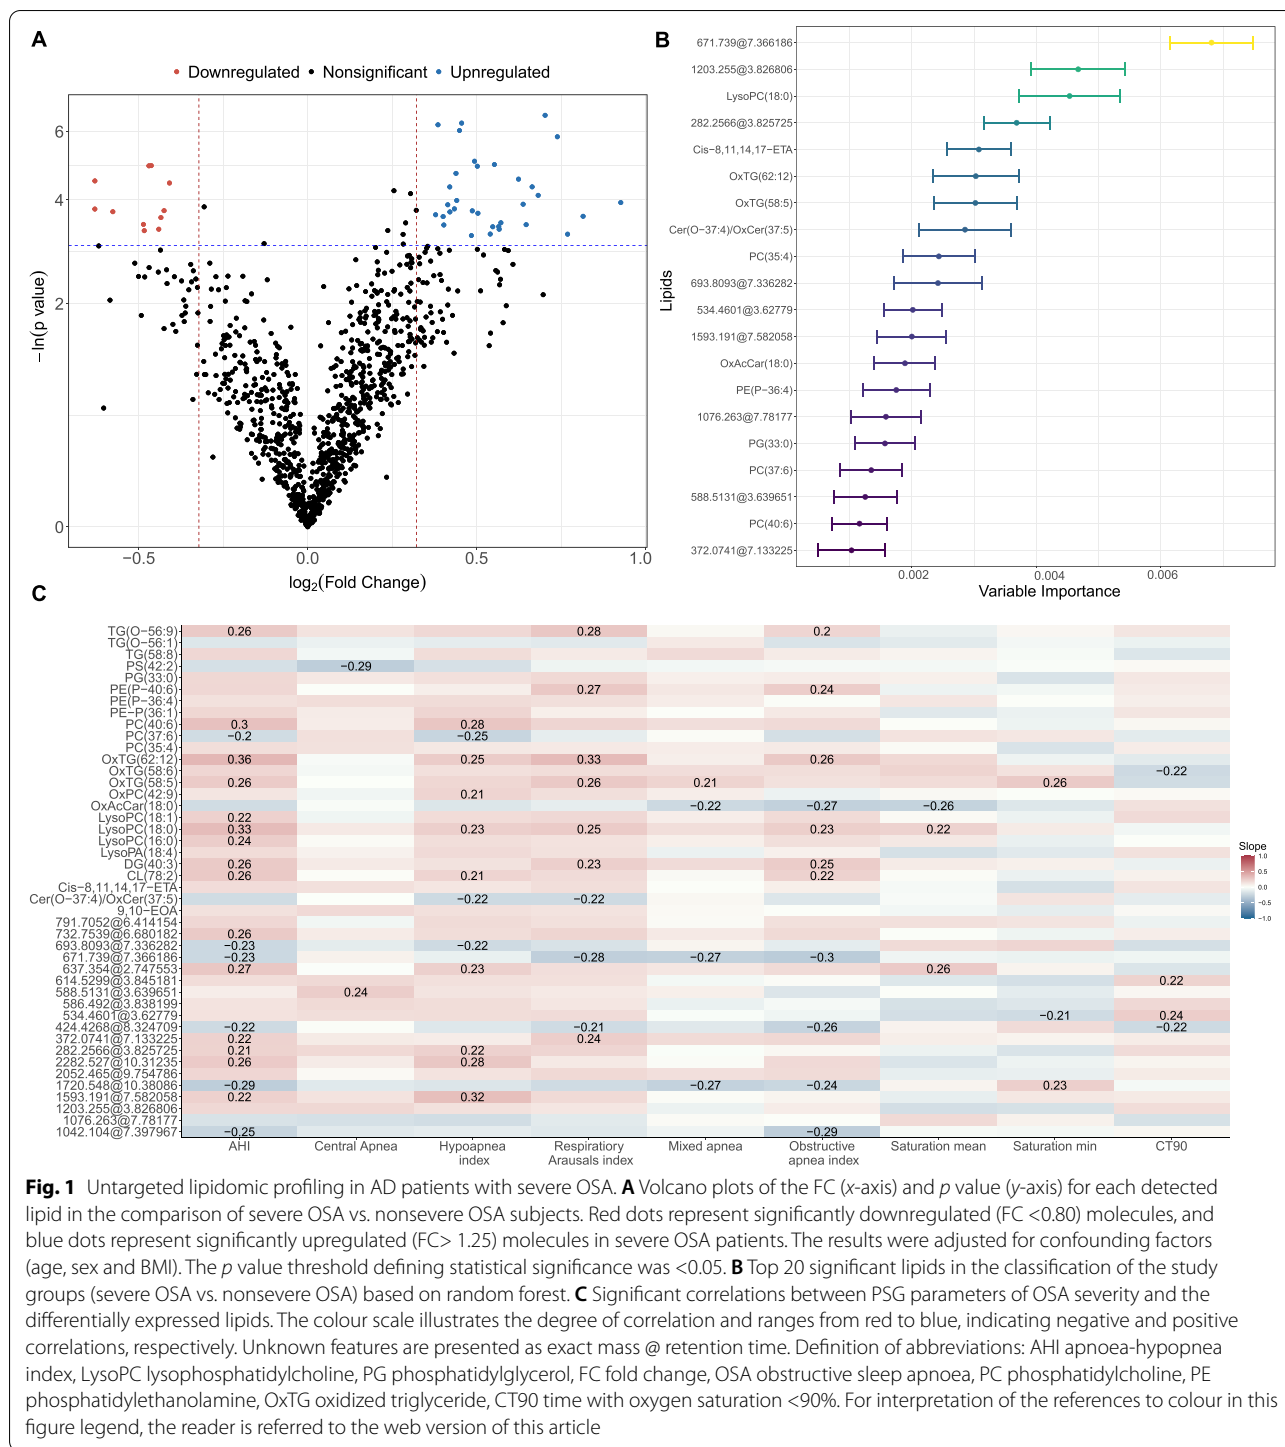 A
Downregulated Nonsignificant Upregulated
6
4
2
0
−ln(p value)
−0.5 0.0 0.5 1.0
log2(Fold Change)
B
671.739@7.366186
1203.255@3.826806
LysoPC(18:0)
282.2566@3.825725
Cis−8,11,14,17−ETA
OxTG(62:12)
OxTG(58:5)
Cer(O−37:4)/OxCer(37:5)
PC(35:4)
693.8093@7.336282
534.4601@3.62779
1593.191@7.582058
OxAcCar(18:0)
PE(P−36:4)
1076.263@7.78177
PG(33:0)
PC(37:6)
588.5131@3.639651
PC(40:6)
372.0741@7.133225
Lipids
0.002 0.004 0.006
Variable Importance
C
TG(O−56:9) 0.26 0.28 0.2
TG(O−56:1)
TG(58:8)
PS(42:2) −0.29
PG(33:0)
PE(P−40:6) 0.27 0.24
PE(P−36:4)
PE−P(36:1)
PC(40:6) 0.3 0.28
PC(37:6) −0.2 −0.25
PC(35:4)
OxTG(62:12) 0.36 0.25 0.33 0.26
OxTG(58:6) −0.22
OxTG(58:5) 0.26 0.26 0.21 0.26
OxPC(42:9) 0.21
OxAcCar(18:0) −0.22 −0.27 −0.26
LysoPC(18:1) 0.22
LysoPC(18:0) 0.33 0.23 0.25 0.23 0.22
LysoPC(16:0) 0.24
LysoPA(18:4)
DG(40:3) 0.26 0.23 0.25
CL(78:2) 0.26 0.21 0.22
Cis−8,11,14,17−ETA
Cer(O−37:4)/OxCer(37:5) −0.22 −0.22
9,10−EOA
791.7052@6.414154
732.7539@6.680182 0.26
693.8093@7.336282 −0.23 −0.22
671.739@7.366186 −0.23 −0.28 −0.27 −0.3
637.354@2.747553 0.27 0.23 0.26
614.5299@3.845181 0.22
588.5131@3.639651 0.24
586.492@3.838199
534.4601@3.62779 −0.21 0.24
424.4268@8.324709 −0.22 −0.21 −0.26 −0.22
372.0741@7.133225 0.22 0.24
282.2566@3.825725 0.21 0.22
2282.527@10.31235 0.26 0.28
2052.465@9.754786
1720.548@10.38086 −0.29 −0.27 −0.24 0.23
1593.191@7.582058 0.22 0.32
1203.255@3.826806
1076.263@7.78177
1042.104@7.397967 −0.25 −0.29
AHI Central Apnea Hypoapnea Respiratiory Mixed apnea Obstructive Saturation mean Saturation min CT90
index Arausals index apnea index
Slope
1.0
0.5
0.0
−0.5
−1.0
Fig. 1 Untargeted lipidomic profiling in AD patients with severe OSA. A Volcano plots of the FC (x-axis) and p value (y-axis) for each detected
lipid in the comparison of severe OSA vs. nonsevere OSA subjects. Red dots represent significantly downregulated (FC <0.80) molecules, and
blue dots represent significantly upregulated (FC> 1.25) molecules in severe OSA patients. The results were adjusted for confounding factors
(age, sex and BMI). The p value threshold defining statistical significance was <0.05. B Top 20 significant lipids in the classification of the study
groups (severe OSA vs. nonsevere OSA) based on random forest. C Significant correlations between PSG parameters of OSA severity and the
differentially expressed lipids. The colour scale illustrates the degree of correlation and ranges from red to blue, indicating negative and positive
correlations, respectively. Unknown features are presented as exact mass @ retention time. Definition of abbreviations: AHI apnoea-hypopnea
index, LysoPC lysophosphatidylcholine, PG phosphatidylglycerol, FC fold change, OSA obstructive sleep apnoea, PC phosphatidylcholine, PE
phosphatidylethanolamine, OxTG oxidized triglyceride, CT90 time with oxygen saturation <90%. For interpretation of the references to colour in this
figure legend, the reader is referred to the web version of this article